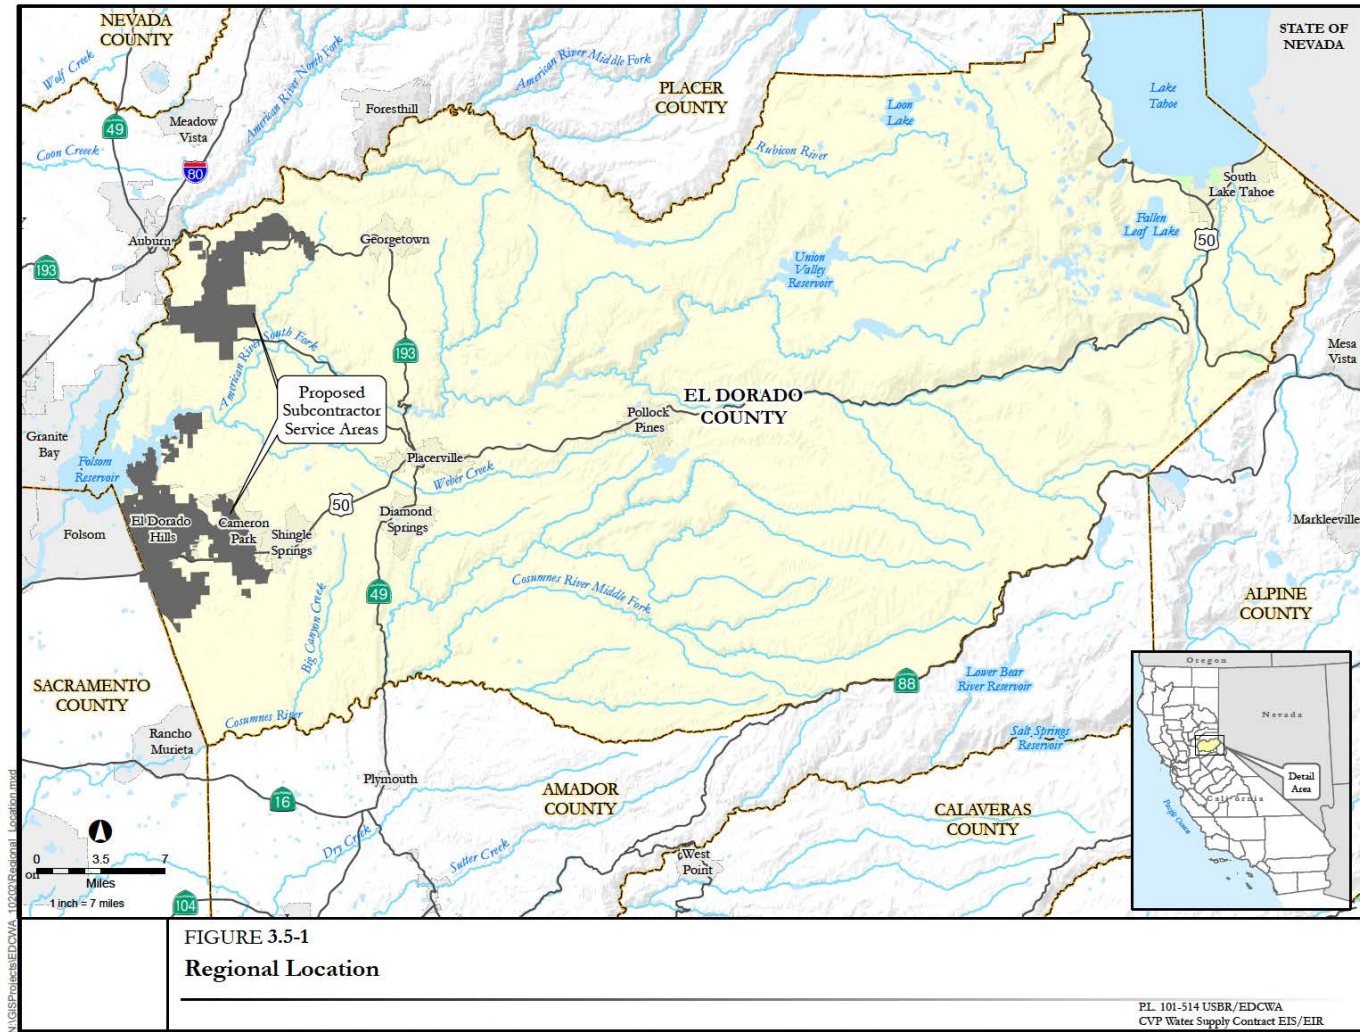 NEVADA
COUNTY
STATE OF
NEVADA
Wolf Creek
American River North Fork
American River Middle Fork
PLACER
COUNTY
Lake
Tahoe
Foresthill
Loon
Lake
49
Meadow
Vista
Coon Creeek
80
Rubicon River
South
Lake Tahoe
Fallen
Leaf Lake
50
Auburn
Georgetown
193
Union
Valley
Reservoir
American River South Fork
193
Mesa
Vista
Proposed
Subcontractor
Service Areas
EL DORADO
COUNTY
Pollock
Pines
Granite
Bay
Folsom
Reservoir
Placerville
Weber Creek
50
Diamond
Springs
El Dorado
Hills
Cameron
Park
Shingle
Springs
Folsom
Markleeville
Big Canyon Creek
49
Cosumnes River Middle Fork
ALPINE
COUNTY
SACRAMENTO
COUNTY
88
Lower Bear
River Reservoir
Cosumnes River
Rancho
Murieta
Salt Springs
Reservoir
Plymouth
16
AMADOR
COUNTY
CALAVERAS
COUNTY
Dry Creek
Sutter Creek
West
Point
104
Oregon
Nevada
California
Pacific Ocean
Detail
Area
0 3.5 7
Miles
1 inch = 7 miles
on
N:\GISProjects\EDCWA_10202\Regional_Location.mxd
FIGURE 3.5-1
Regional Location
P.L. 101-514 USBR/EDCWA
CVP Water Supply Contract EIS/EIR